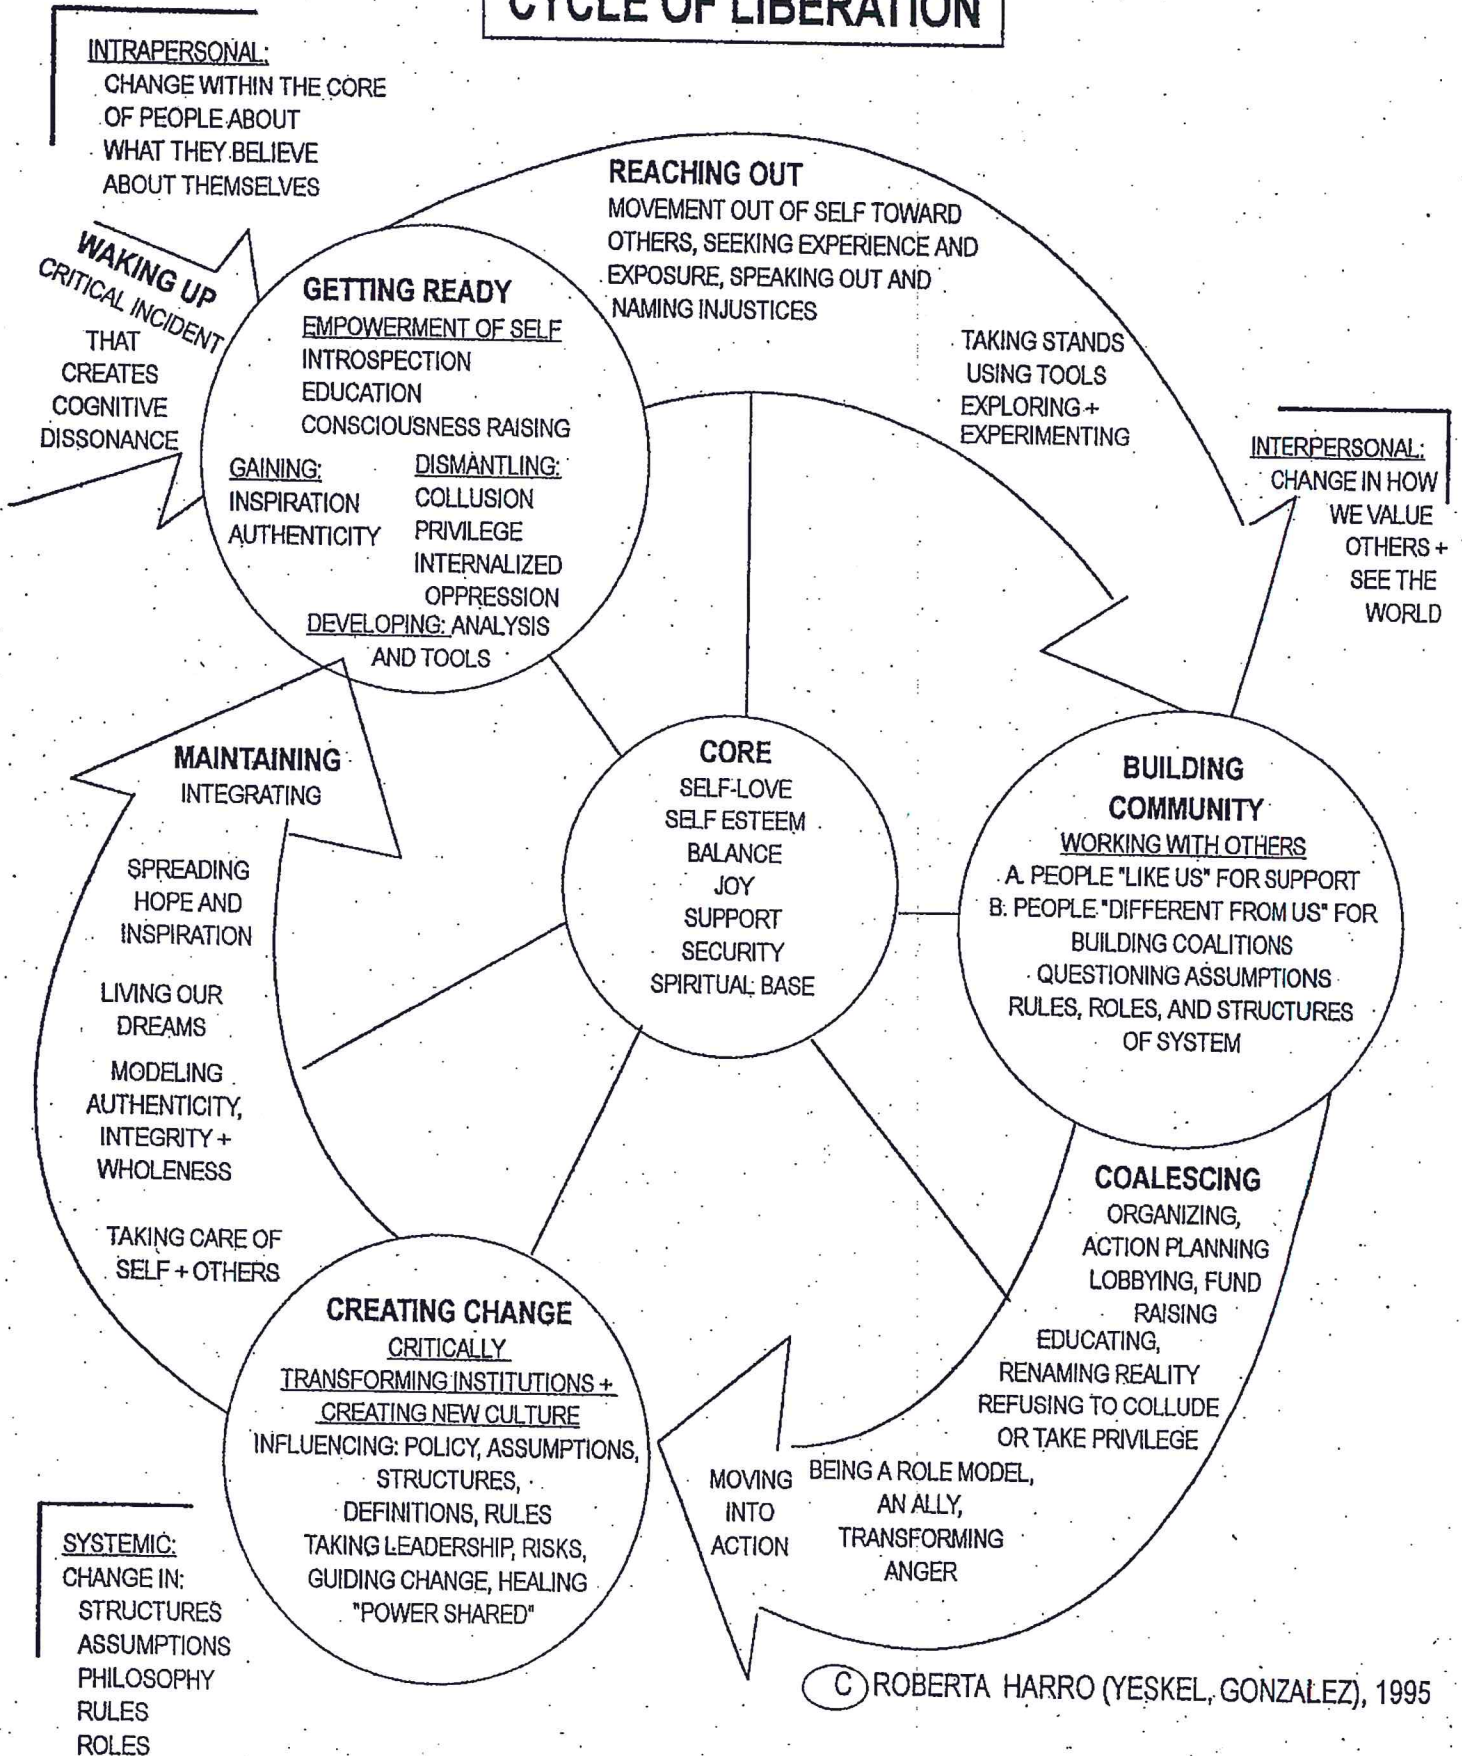 CYCLE OF LIBERATION
INTRAPERSONAL:
CHANGE WITHIN THE CORE
OF PEOPLE ABOUT
WHAT THEY BELIEVE
ABOUT THEMSELVES
WAKING UP
CRITICAL INCIDENT
THAT
CREATES
COGNITIVE
DISSONANCE
GETTING READY
EMPOWERMENT OF SELF
INTROSPECTION
EDUCATION
CONSCIOUSNESS RAISING
GAINING:
INSPIRATION
AUTHENTICITY
DISMANTLING:
COLLUSION
PRIVILEGE
INTERNALIZED
OPPRESSION
DEVELOPING: ANALYSIS
AND TOOLS
REACHING OUT
MOVEMENT OUT OF SELF TOWARD
OTHERS, SEEKING EXPERIENCE AND
EXPOSURE, SPEAKING OUT AND
NAMING INJUSTICES
TAKING STANDS
USING TOOLS
EXPLORING +
EXPERIMENTING
INTERPERSONAL:
CHANGE IN HOW
WE VALUE
OTHERS +
SEE THE
WORLD
BUILDING
COMMUNITY
WORKING WITH OTHERS
A. PEOPLE "LIKE US" FOR SUPPORT
B: PEOPLE "DIFFERENT FROM US" FOR
BUILDING COALITIONS
QUESTIONING ASSUMPTIONS
RULES, ROLES, AND STRUCTURES
OF SYSTEM
CORE
SELF-LOVE
SELF ESTEEM
BALANCE
JOY
SUPPORT
SECURITY
SPIRITUAL BASE
COALESCING
ORGANIZING,
ACTION PLANNING
LOBBYING, FUND
RAISING
EDUCATING,
RENAMING REALITY
REFUSING TO COLLUDE
OR TAKE PRIVILEGE
BEING A ROLE MODEL,
AN ALLY,
TRANSFORMING
ANGER
MOVING
INTO
ACTION
CREATING CHANGE
CRITICALLY
TRANSFORMING INSTITUTIONS +
CREATING NEW CULTURE
INFLUENCING: POLICY, ASSUMPTIONS,
STRUCTURES,
DEFINITIONS, RULES
TAKING LEADERSHIP, RISKS,
GUIDING CHANGE, HEALING
"POWER SHARED"
MAINTAINING
INTEGRATING
SPREADING
HOPE AND
INSPIRATION
LIVING OUR
DREAMS
MODELING
AUTHENTICITY,
INTEGRITY +
WHOLENESS
TAKING CARE OF
SELF + OTHERS
SYSTEMIC:
CHANGE IN:
STRUCTURES
ASSUMPTIONS
PHILOSOPHY
RULES
ROLES
C ROBERTA HARRO (YESKEL, GONZALEZ), 1995